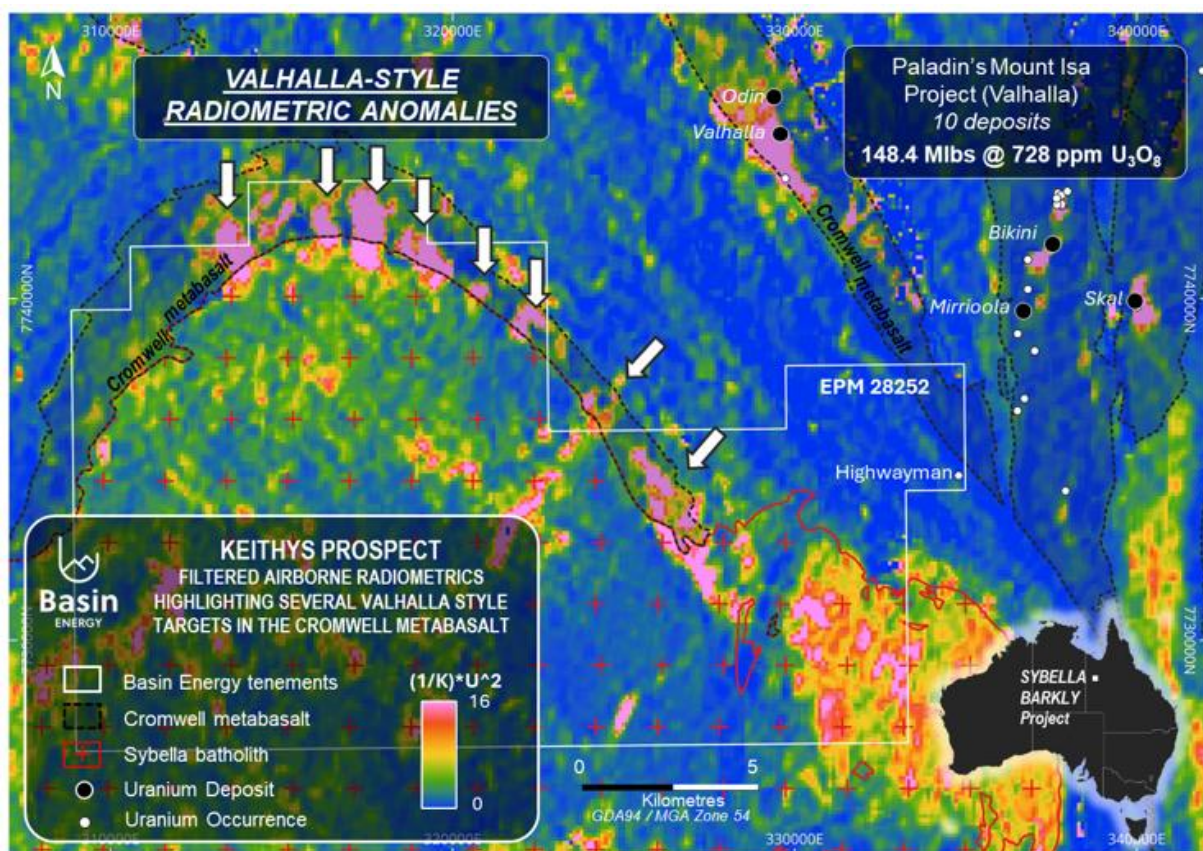 310000E
320000E
330000E
340000E
N
VALHALLA-STYLE
RADIOMETRIC ANOMALIES
Paladin's Mount Isa
Project (Valhalla)
10 deposits
148.4 Mlbs @ 728 ppm U₃O₈
Odin
Valhalla
Cromwell metabasalt
Cromwell metabasalt
Bikini
Mirrioola
Skal
7740000N
7740000N
EPM 28252
Highwayman
KEITHYS PROSPECT
FILTERED AIRBORNE RADIOMETRICS
HIGHLIGHTING SEVERAL VALHALLA STYLE
TARGETS IN THE CROMWELL METABASALT
Basin
ENERGY
Basin Energy tenements
Cromwell metabasalt
Sybella batholith
Uranium Deposit
Uranium Occurrence
(1/K)*U^2
16
0
0 5
Kilometres
GDA94 / MGA Zone 54
7730000N
7730000N
SYBELLA
BARKLY
Project
310000E
320000E
330000E
340000E